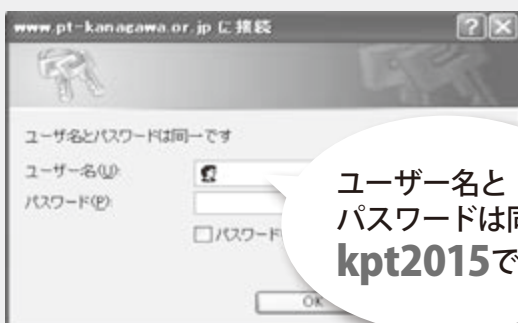 www.pt-kanagawa.or.jp に接続
ユーザ名とパスワードは同一です
ユーザー名(U):
パスワード(P):
パスワード
OK
ユーザー名と
パスワードは同
kpt2015で